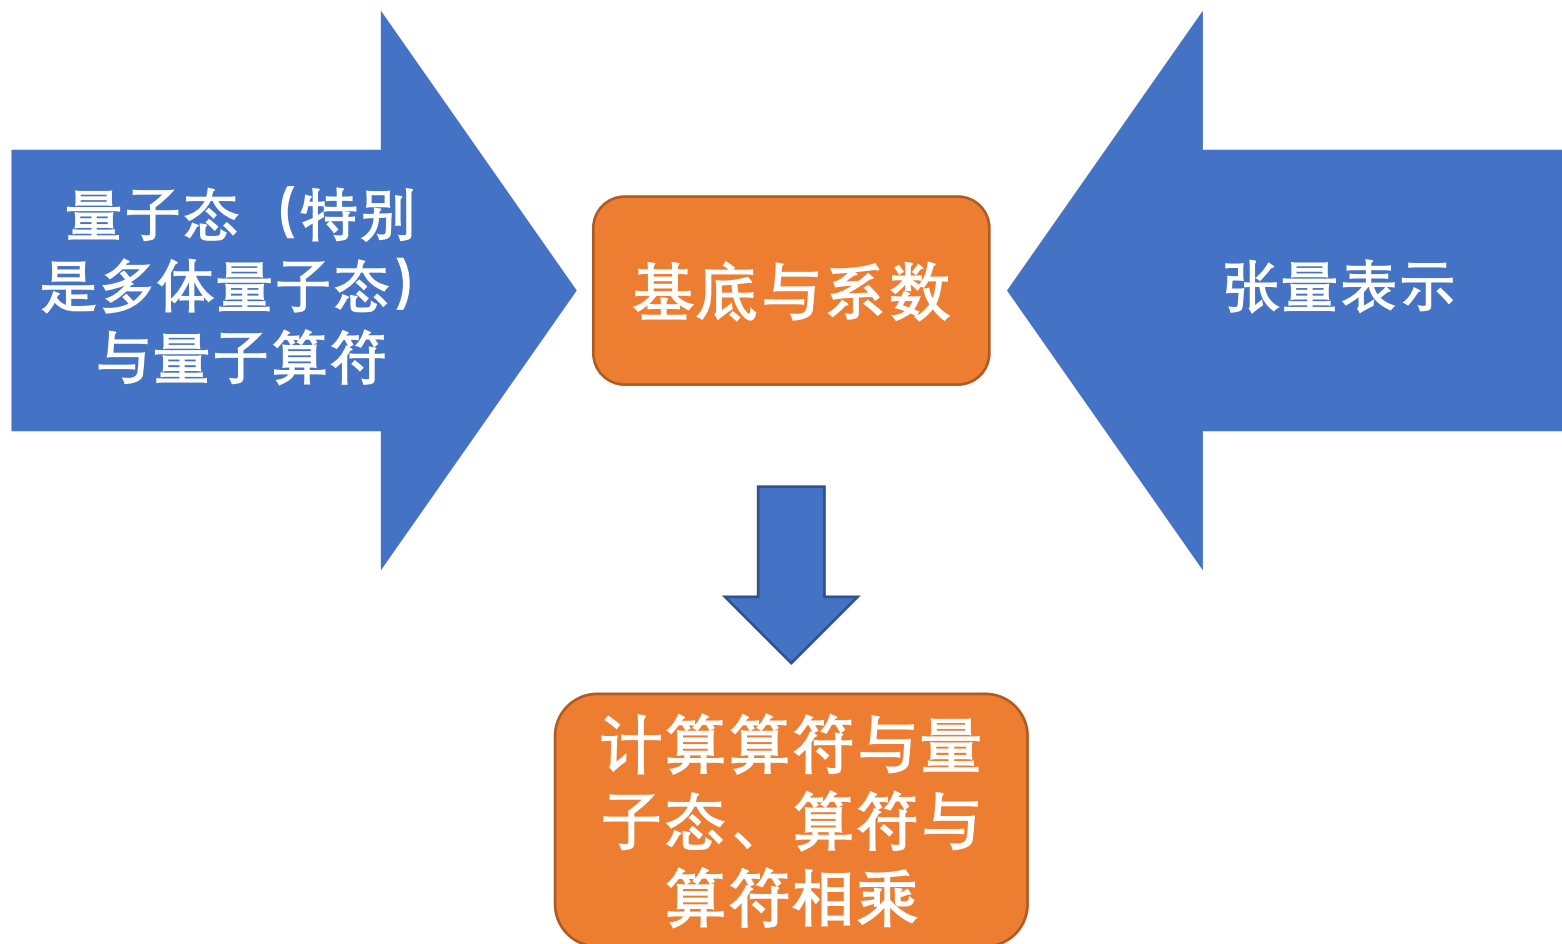 量子态（特别
是多体量子态）
与量子算符
基底与系数
张量表示
计算算符与量
子态、算符与
算符相乘